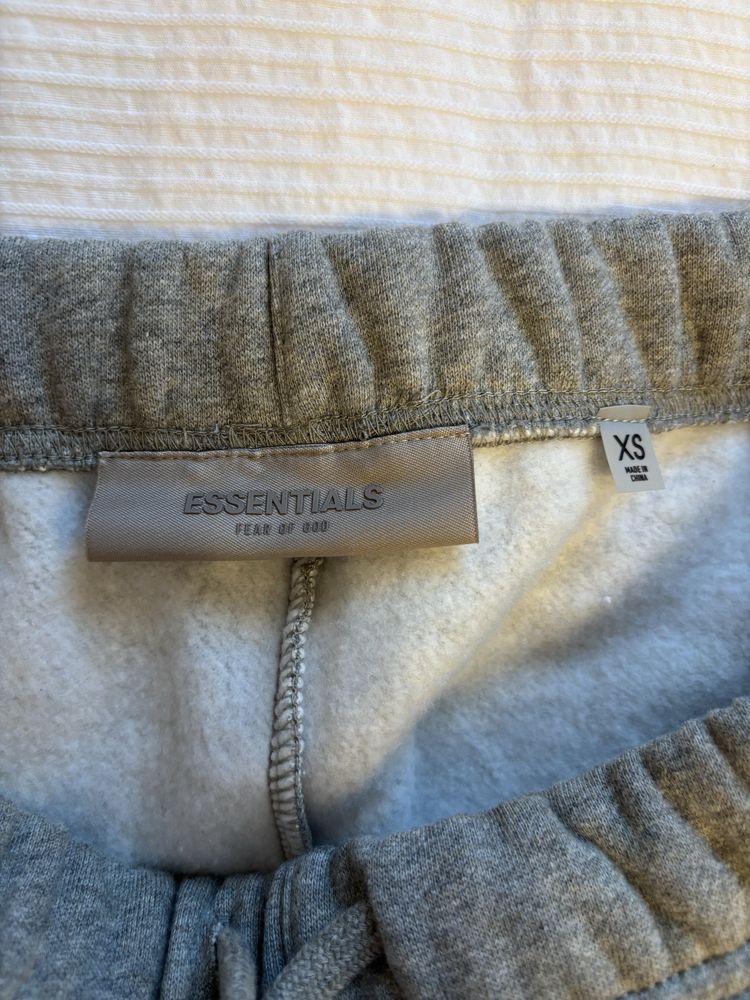 ESSENTIALS
FEAR OF GOD
XS
MADE IN
CHINA